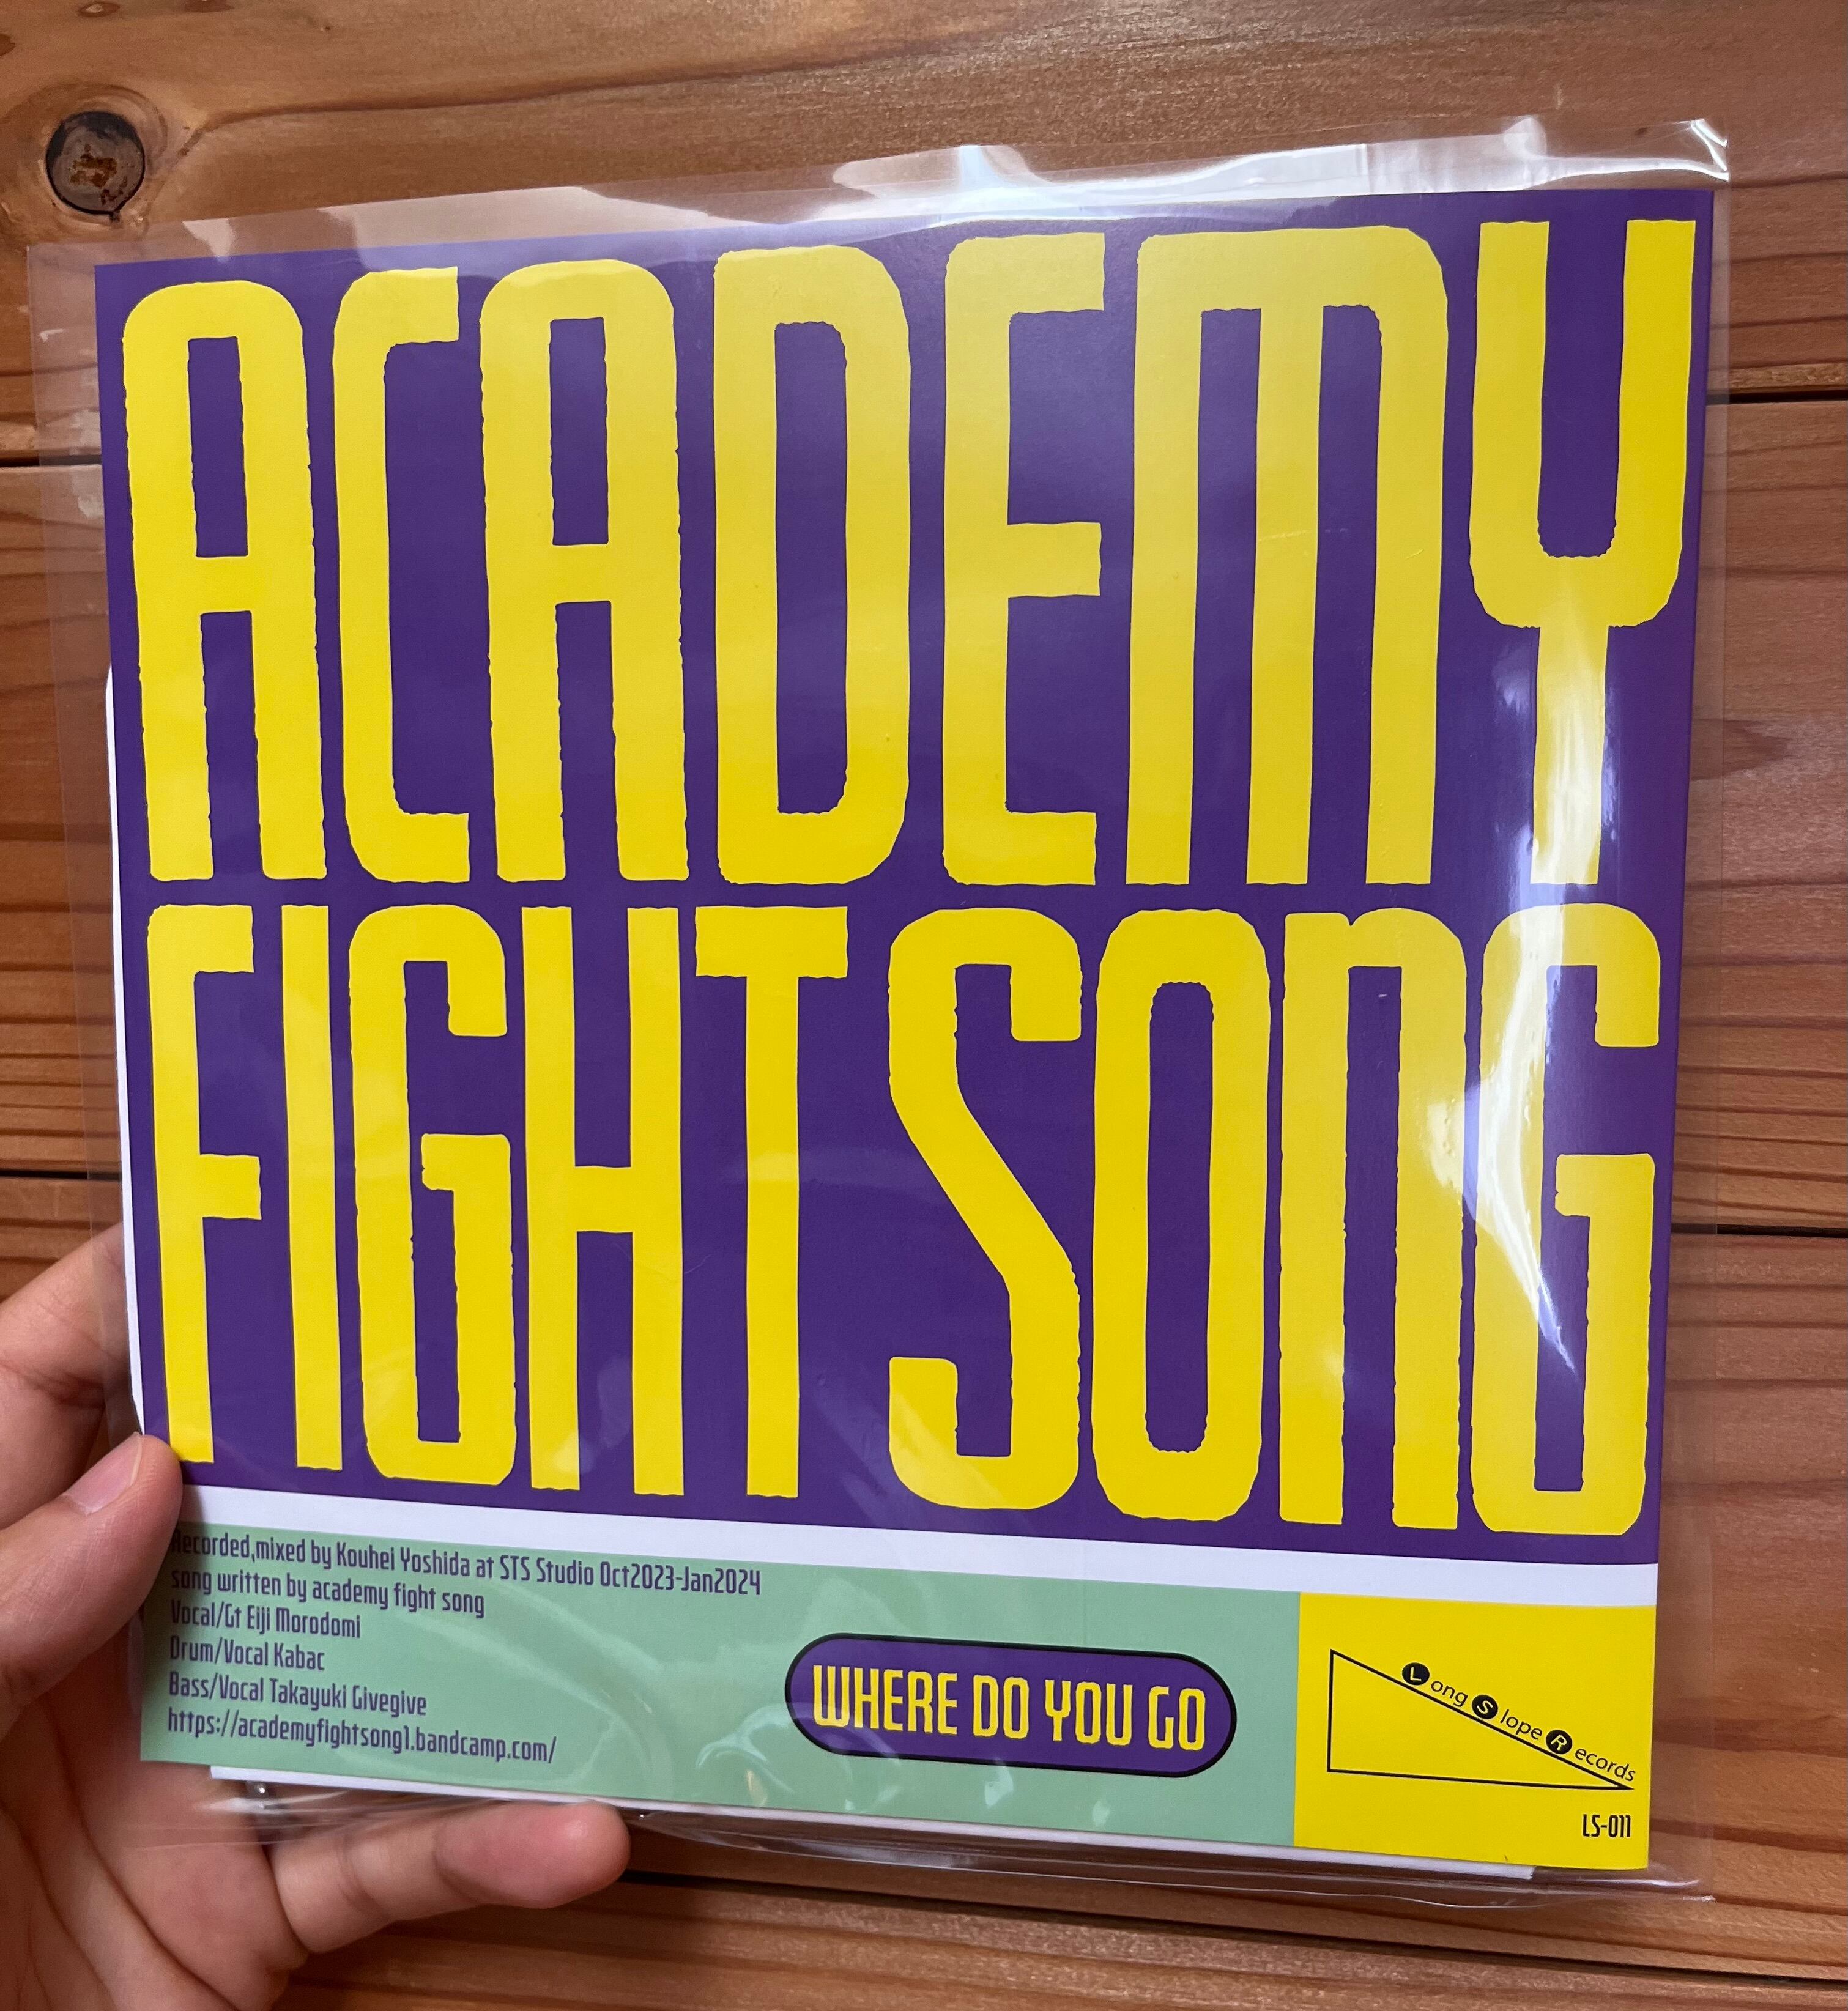 ACADEMY
FIGHT SONG
Recorded,mixed by Kouhei Yoshida at STS Studio Oct2023-Jan2024
song written by academy fight song
Vocal/Gt Eiji Morodomi
Drum/Vocal Kabac
Bass/Vocal Takayuki Givegive
https://academyfightsong1.bandcamp.com/
WHERE DO YOU GO
Long Slope Records
LS-011